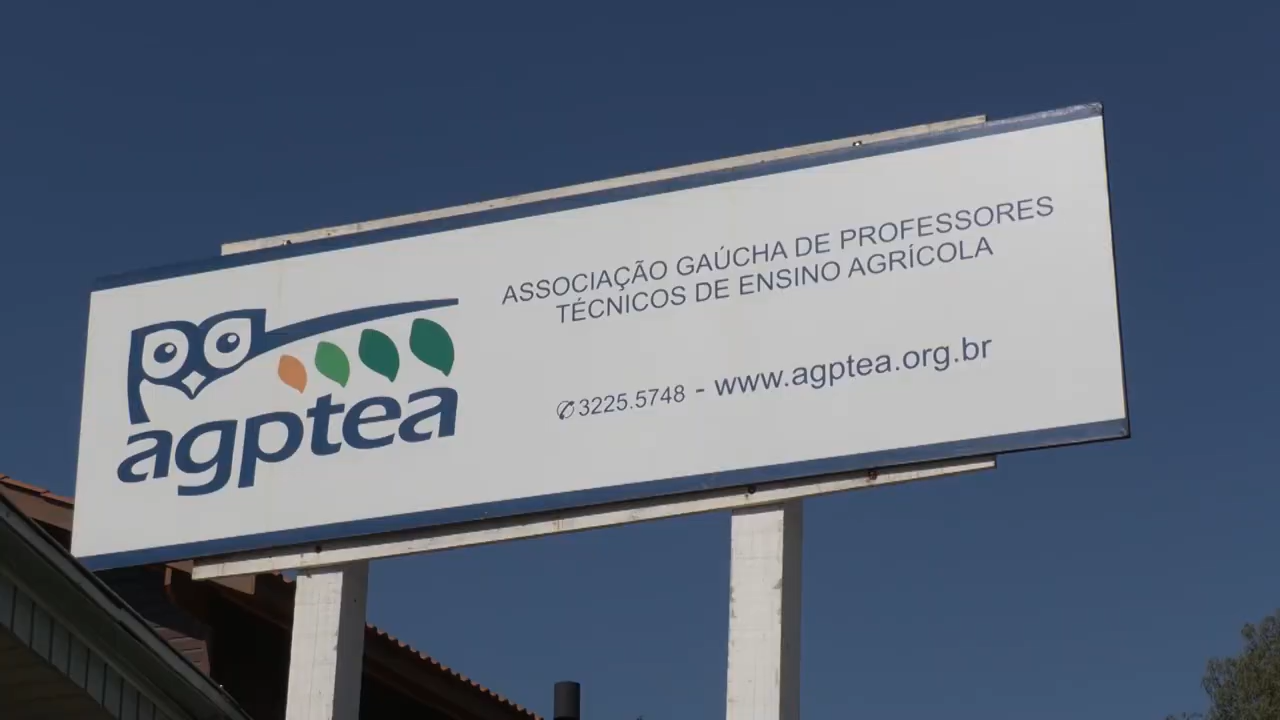 ASSOCIAÇÃO GAÚCHA DE PROFESSORES
TÉCNICOS DE ENSINO AGRÍCOLA
agptea
✆3225.5748 - www.agptea.org.br